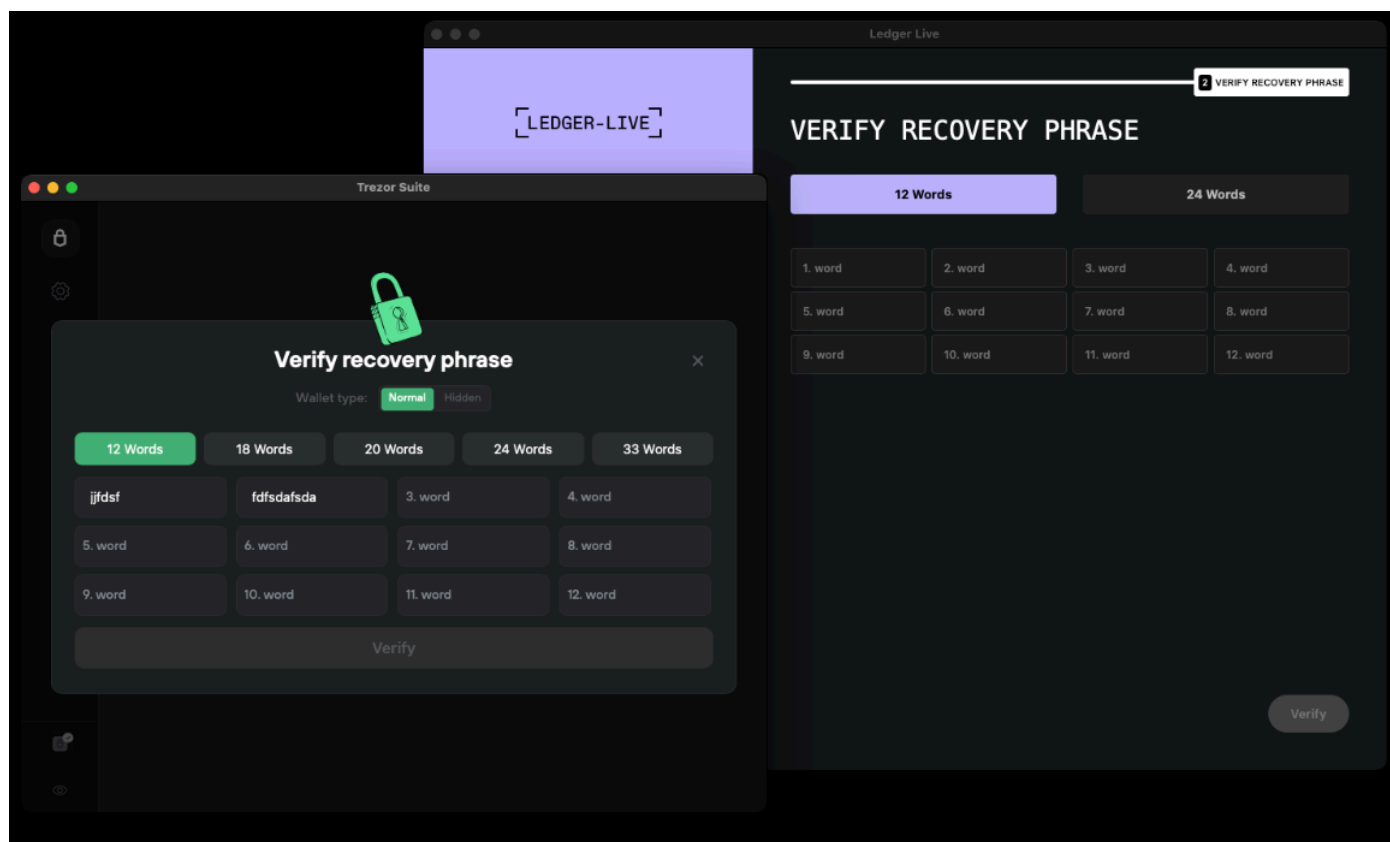 Ledger Live
LEDGER-LIVE
2 VERIFY RECOVERY PHRASE
VERIFY RECOVERY PHRASE
12 Words
24 Words
1. word
2. word
3. word
4. word
5. word
6. word
7. word
8. word
9. word
10. word
11. word
12. word
Verify
Trezor Suite
Verify recovery phrase
Wallet type: Normal Hidden
12 Words
18 Words
20 Words
24 Words
33 Words
jjfdsf
fdfsdafsda
3. word
4. word
5. word
6. word
7. word
8. word
9. word
10. word
11. word
12. word
Verify